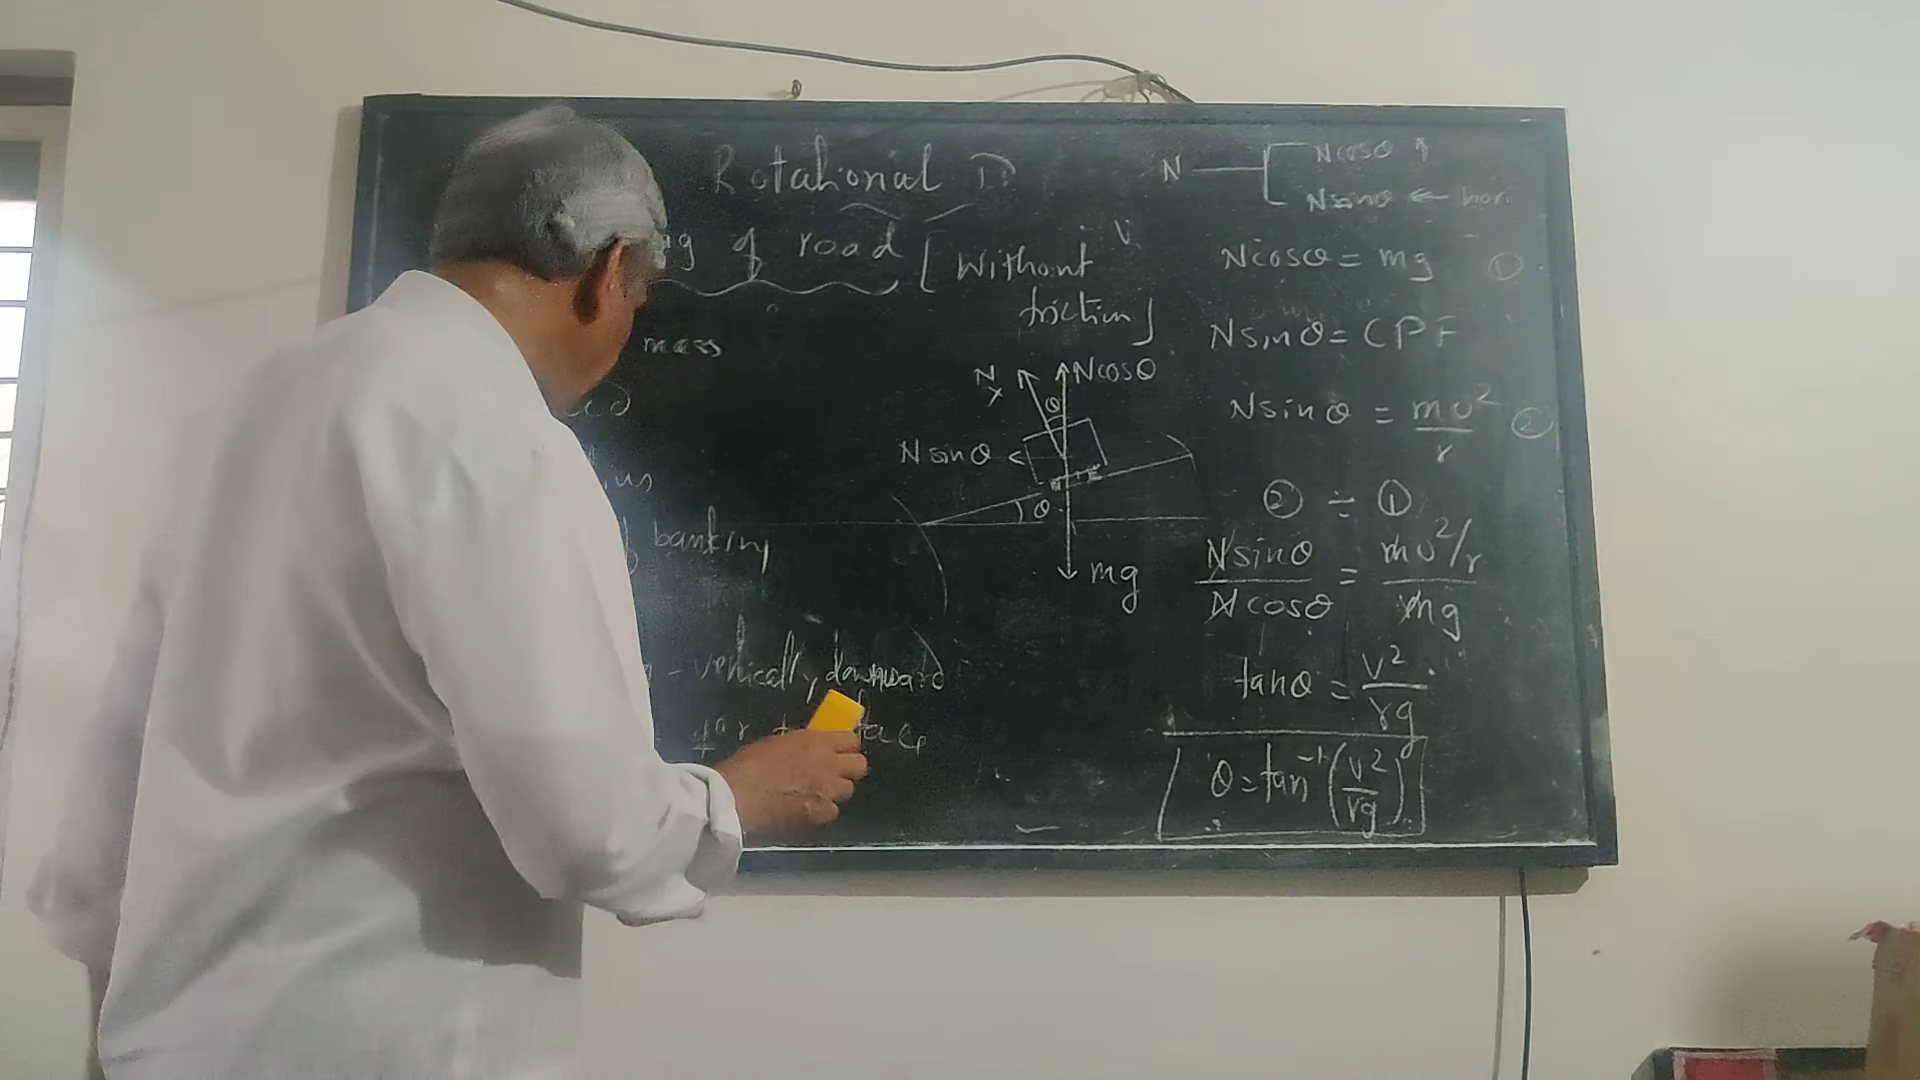 Rotational D
of road [Without
friction]
mass
banking
vertically downward
N
Ncosθ
θ
Nsinθ
θ
mg
N
Ncosθ ↑
Nsinθ ← hori
Ncosθ = mg ①
Nsinθ = CPF
Nsinθ = mv²/r ②
② ÷ ①
Nsinθ/Ncosθ = mv²/r / mg
tanθ = v²/rg
θ = tan⁻¹(v²/rg)